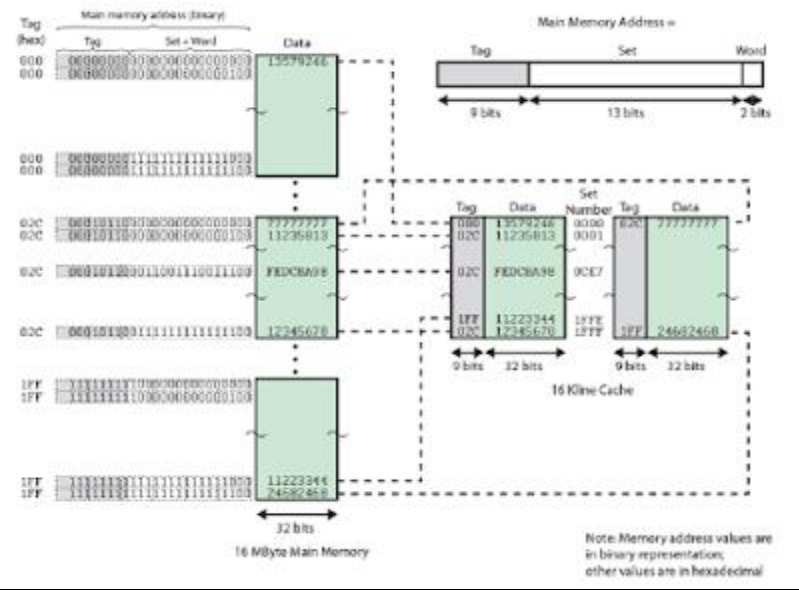 Main memory address (binary)
Tag
(hex)
Tag
Set + Word
Data
000
13579246
000
000
000
02C
77777777
02C
11235813
02C
FEDCBA98
02C
12345678
1FF
1FF
1FF
11223344
1FF
24682468
32 bits
16 MByte Main Memory
Main Memory Address =
Tag
Set
Word
9 bits
13 bits
2 bits
Set
Tag
Data
Number
Tag
Data
000
13579246
0000
02C
77777777
02C
11235813
0001
02C
FEDCBA98
0CE7
1FF
11223344
1FFE
02C
12345678
1FFF
1FF
24682468
9 bits
32 bits
9 bits
32 bits
16 Kline Cache
Note: Memory address values are
in binary representation;
other values are in hexadecimal